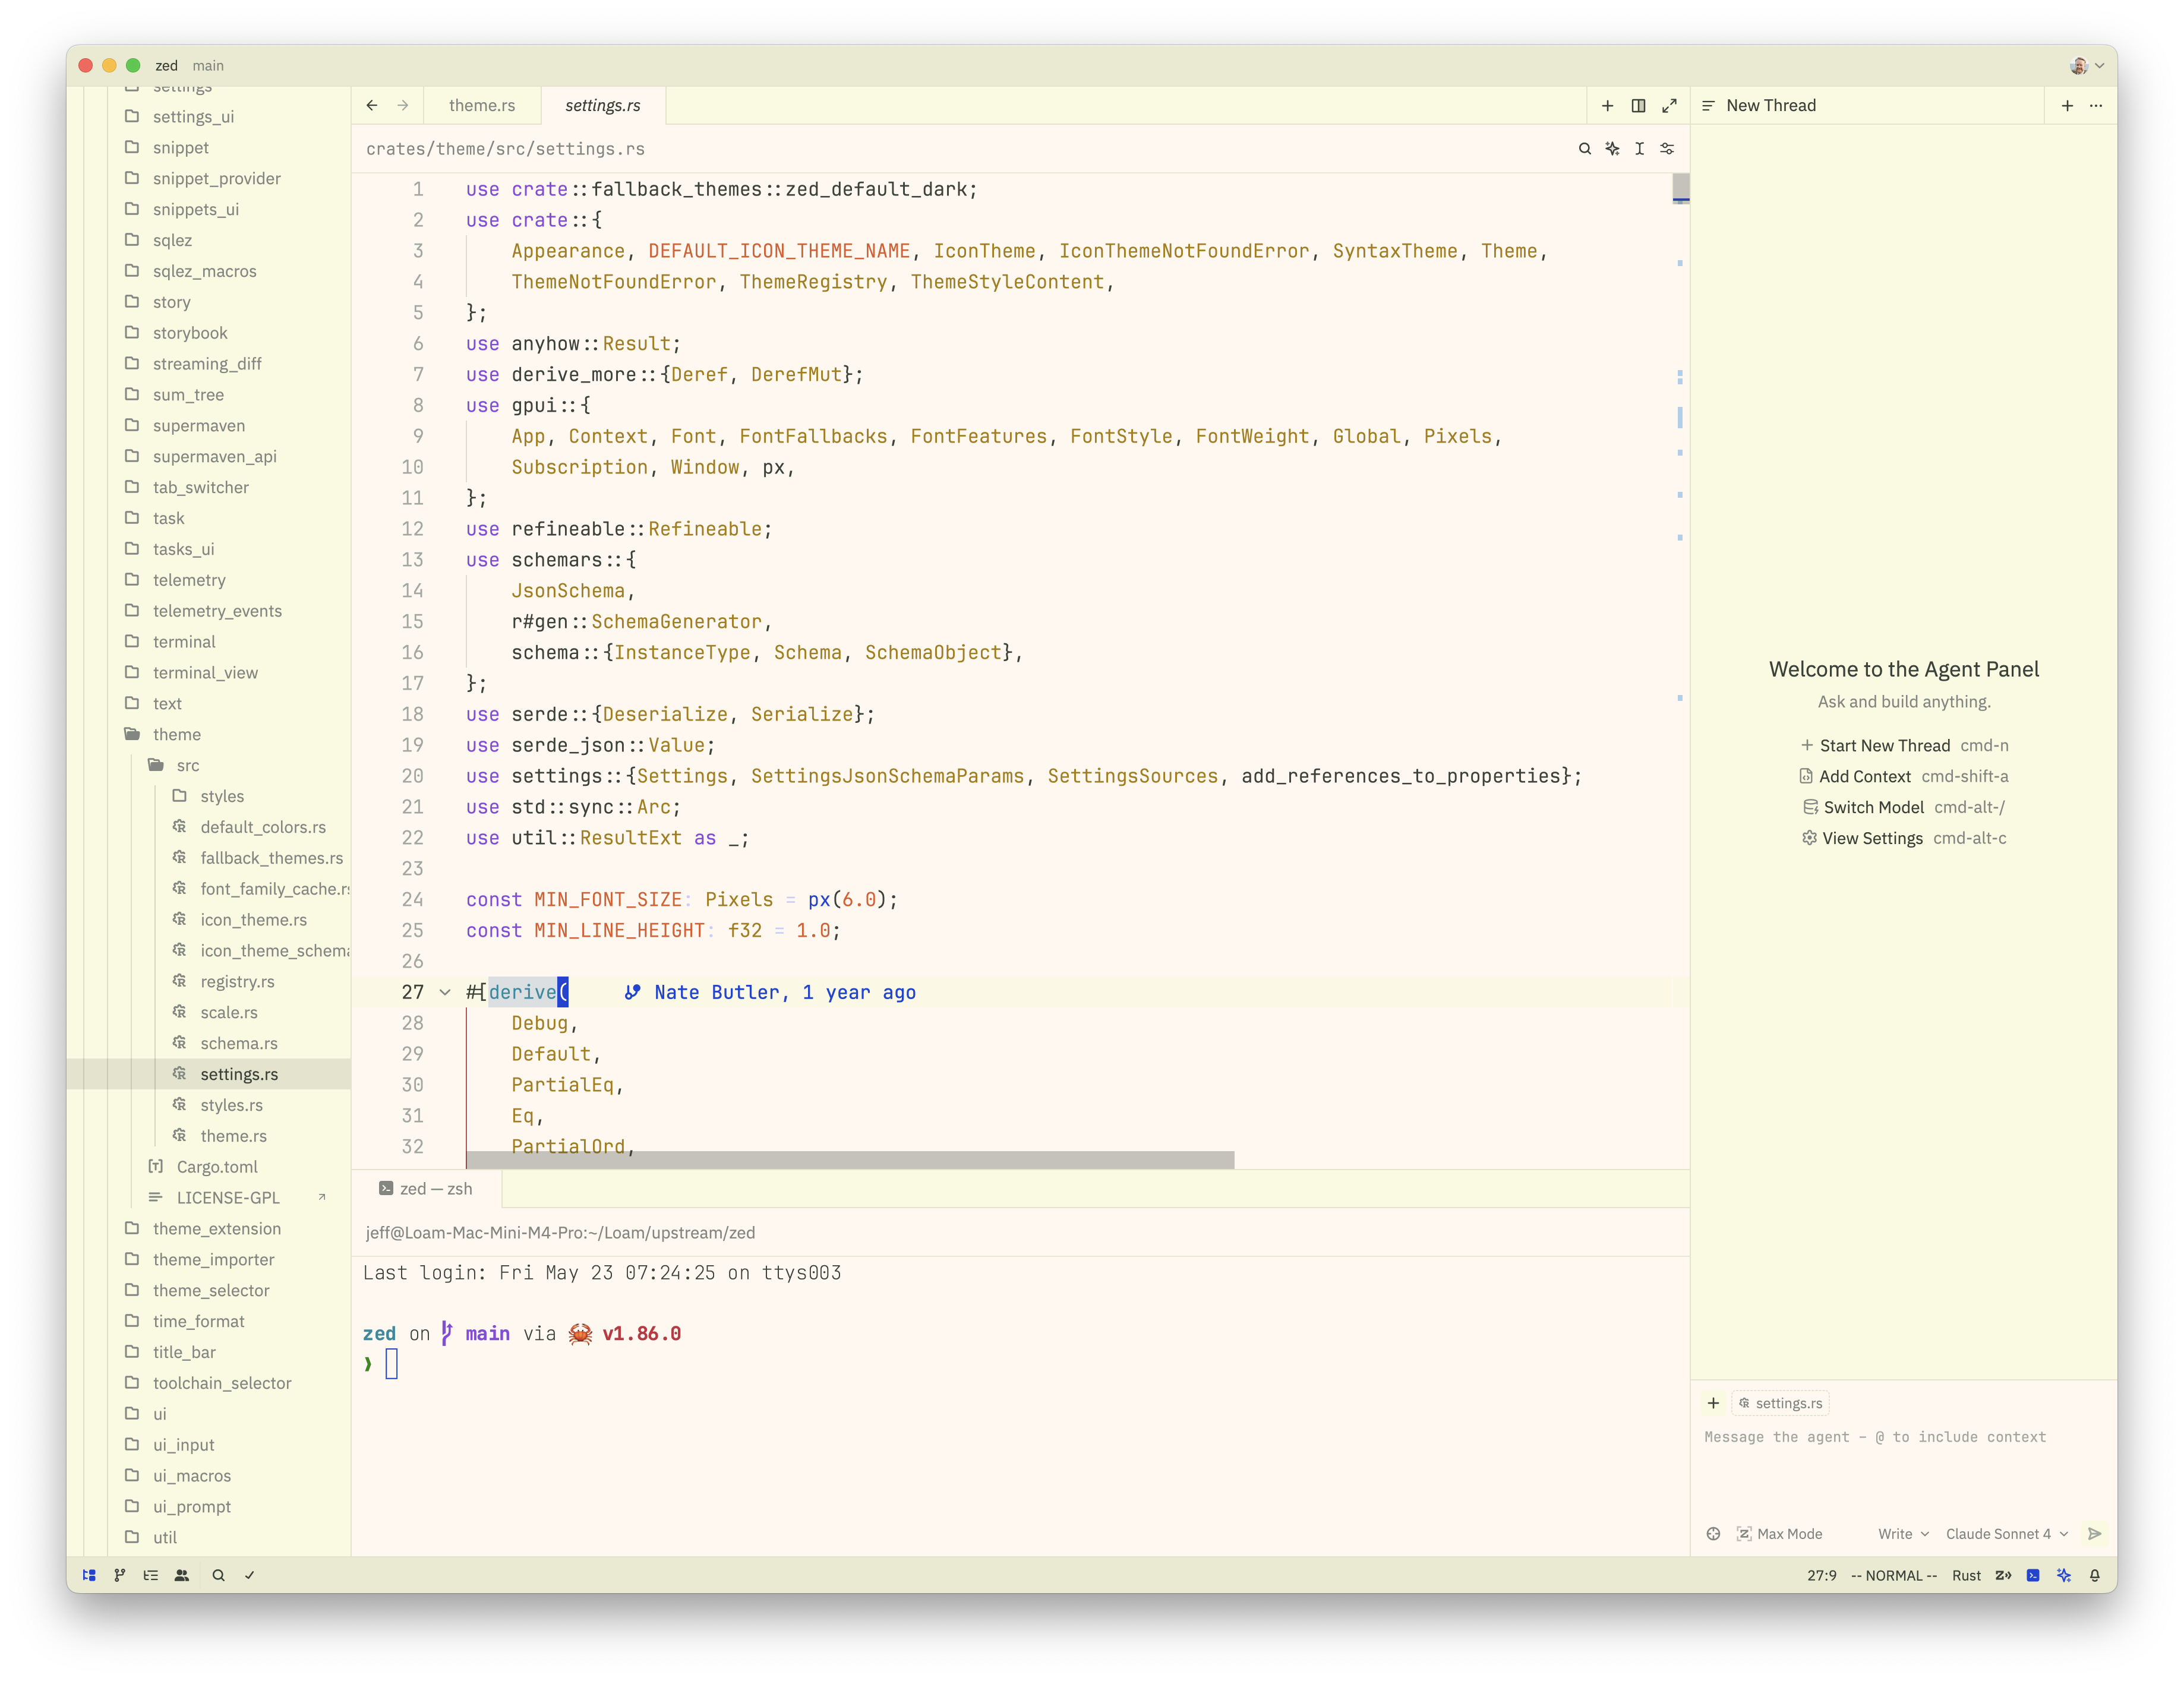 zed main
settings
settings_ui
snippet
snippet_provider
snippets_ui
sqlez
sqlez_macros
story
storybook
streaming_diff
sum_tree
supermaven
supermaven_api
tab_switcher
task
tasks_ui
telemetry
telemetry_events
terminal
terminal_view
text
theme
src
styles
default_colors.rs
fallback_themes.rs
font_family_cache.rs
icon_theme.rs
icon_theme_schema
registry.rs
scale.rs
schema.rs
settings.rs
styles.rs
theme.rs
Cargo.toml
LICENSE-GPL
theme_extension
theme_importer
theme_selector
time_format
title_bar
toolchain_selector
ui
ui_input
ui_macros
ui_prompt
util
theme.rs settings.rs
crates/theme/src/settings.rs
1 use crate::fallback_themes::zed_default_dark;
2 use crate::{
3 Appearance, DEFAULT_ICON_THEME_NAME, IconTheme, IconThemeNotFoundError, SyntaxTheme, Theme,
4 ThemeNotFoundError, ThemeRegistry, ThemeStyleContent,
5 };
6 use anyhow::Result;
7 use derive_more::{Deref, DerefMut};
8 use gpui::{
9 App, Context, Font, FontFallbacks, FontFeatures, FontStyle, FontWeight, Global, Pixels,
10 Subscription, Window, px,
11 };
12 use refineable::Refineable;
13 use schemars::{
14 JsonSchema,
15 r#gen::SchemaGenerator,
16 schema::{InstanceType, Schema, SchemaObject},
17 };
18 use serde::{Deserialize, Serialize};
19 use serde_json::Value;
20 use settings::{Settings, SettingsJsonSchemaParams, SettingsSources, add_references_to_properties};
21 use std::sync::Arc;
22 use util::ResultExt as _;
23
24 const MIN_FONT_SIZE: Pixels = px(6.0);
25 const MIN_LINE_HEIGHT: f32 = 1.0;
26
27 #[derive( Nate Butler, 1 year ago
28 Debug,
29 Default,
30 PartialEq,
31 Eq,
32 PartialOrd,
zed — zsh
jeff@Loam-Mac-Mini-M4-Pro:~/Loam/upstream/zed
Last login: Fri May 23 07:24:25 on ttys003
zed on main via 🦀 v1.86.0
❯
New Thread
Welcome to the Agent Panel
Ask and build anything.
Start New Thread cmd-n
Add Context cmd-shift-a
Switch Model cmd-alt-/
View Settings cmd-alt-c
settings.rs
Message the agent – @ to include context
Max Mode Write Claude Sonnet 4
27:9 -- NORMAL -- Rust